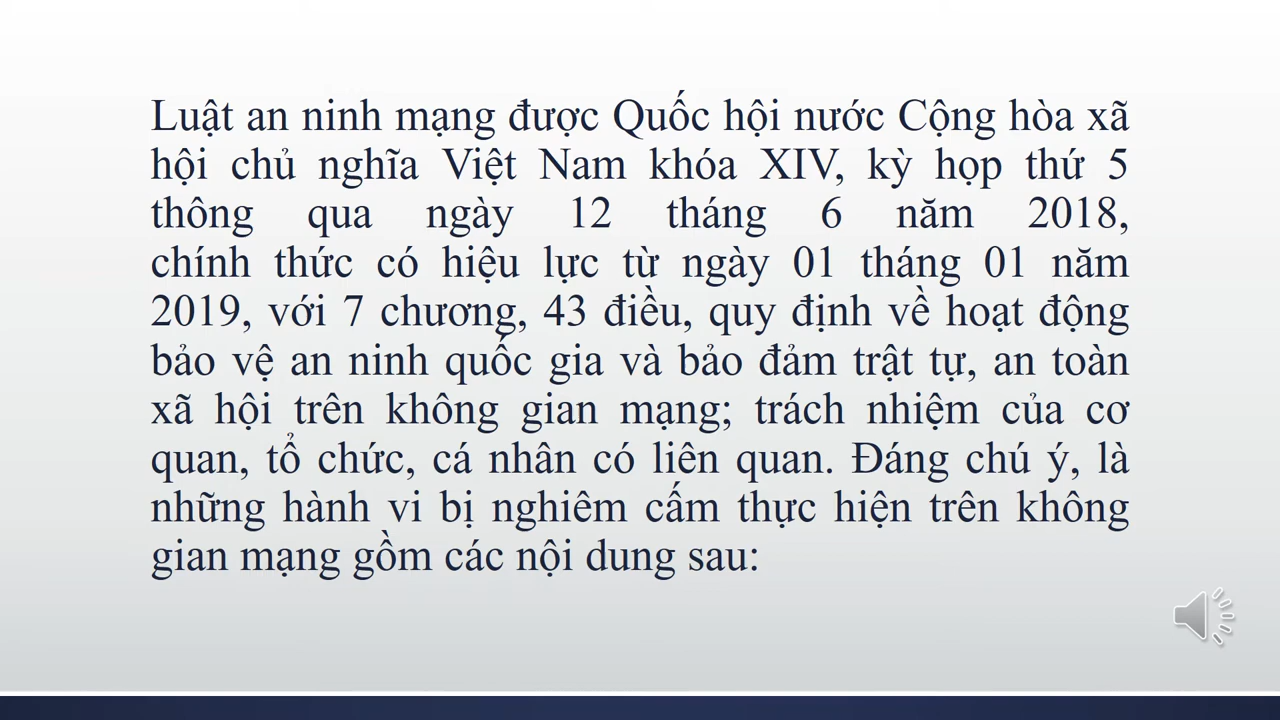 Luật an ninh mạng được Quốc hội nước Cộng hòa xã
hội chủ nghĩa Việt Nam khóa XIV, kỳ họp thứ 5
thông qua ngày 12 tháng 6 năm 2018,
chính thức có hiệu lực từ ngày 01 tháng 01 năm
2019, với 7 chương, 43 điều, quy định về hoạt động
bảo vệ an ninh quốc gia và bảo đảm trật tự, an toàn
xã hội trên không gian mạng; trách nhiệm của cơ
quan, tổ chức, cá nhân có liên quan. Đáng chú ý, là
những hành vi bị nghiêm cấm thực hiện trên không
gian mạng gồm các nội dung sau: